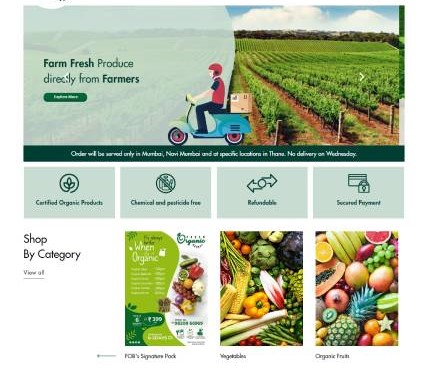 Farm Fresh Produce
directly from Farmers
Explore More
Order will be served only in Mumbai, Navi Mumbai and at specific locations in Thane. No delivery on Wednesday.
Certified Organic Products
Chemical and pesticide free
Refundable
Secured Payment
Shop
By Category
View all
When
Organic
Organic
₹399
FOB's Signature Pack
Vegetables
Organic Fruits